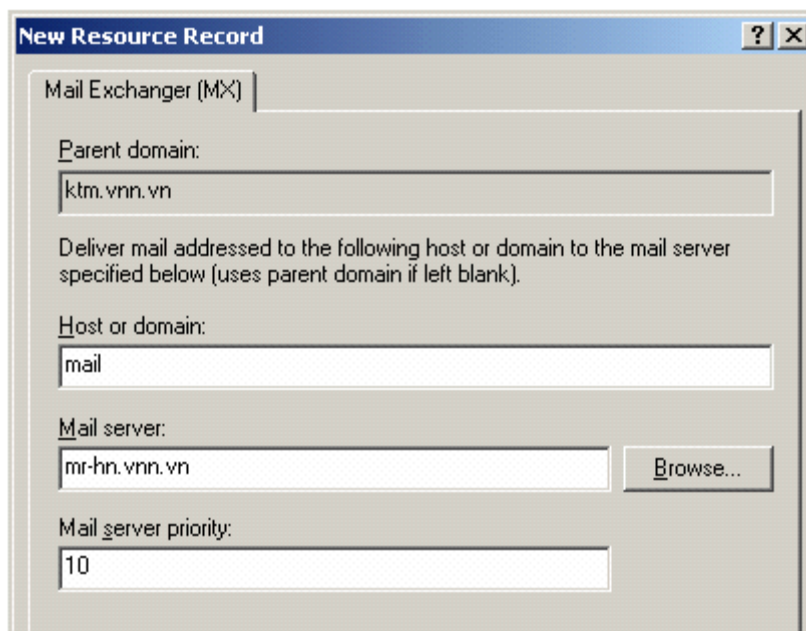 New Resource Record
Mail Exchanger (MX)
Parent domain:
ktm.vnn.vn
Deliver mail addressed to the following host or domain to the mail server
specified below (uses parent domain if left blank).
Host or domain:
mail
Mail server:
mr-hn.vnn.vn
Browse...
Mail server priority:
10